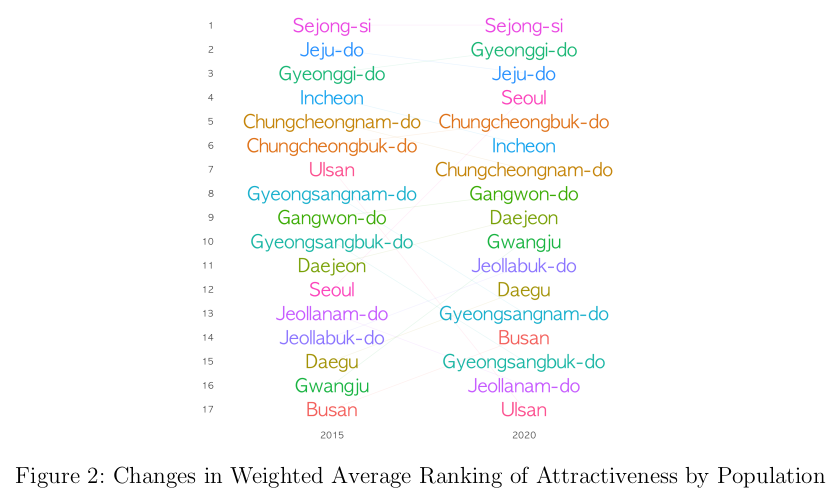 1 Sejong-si Sejong-si
2 Jeju-do Gyeonggi-do
3 Gyeonggi-do Jeju-do
4 Incheon Seoul
5 Chungcheongnam-do Chungcheongbuk-do
6 Chungcheongbuk-do Incheon
7 Ulsan Chungcheongnam-do
8 Gyeongsangnam-do Gangwon-do
9 Gangwon-do Daejeon
10 Gyeongsangbuk-do Gwangju
11 Daejeon Jeollabuk-do
12 Seoul Daegu
13 Jeollanam-do Gyeongsangnam-do
14 Jeollabuk-do Busan
15 Daegu Gyeongsangbuk-do
16 Gwangju Jeollanam-do
17 Busan Ulsan
2015 2020
Figure 2: Changes in Weighted Average Ranking of Attractiveness by Population